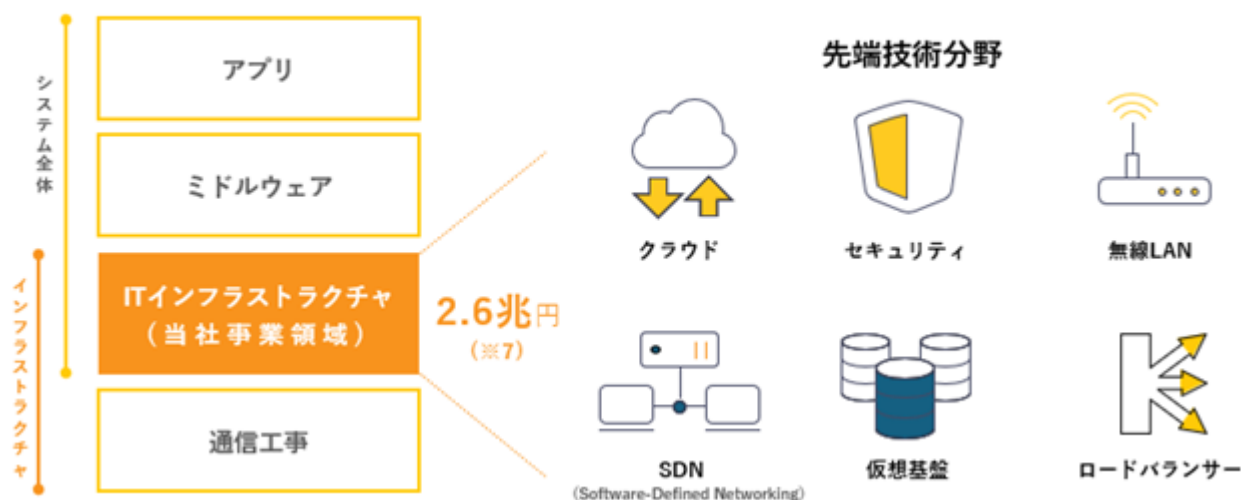 システム全体
インフラストラクチャ
アプリ
ミドルウェア
ITインフラストラクチャ
（当社事業領域）
通信工事
2.6兆円
（※7）
先端技術分野
クラウド
セキュリティ
無線LAN
SDN
（Software-Defined Networking）
仮想基盤
ロードバランサー